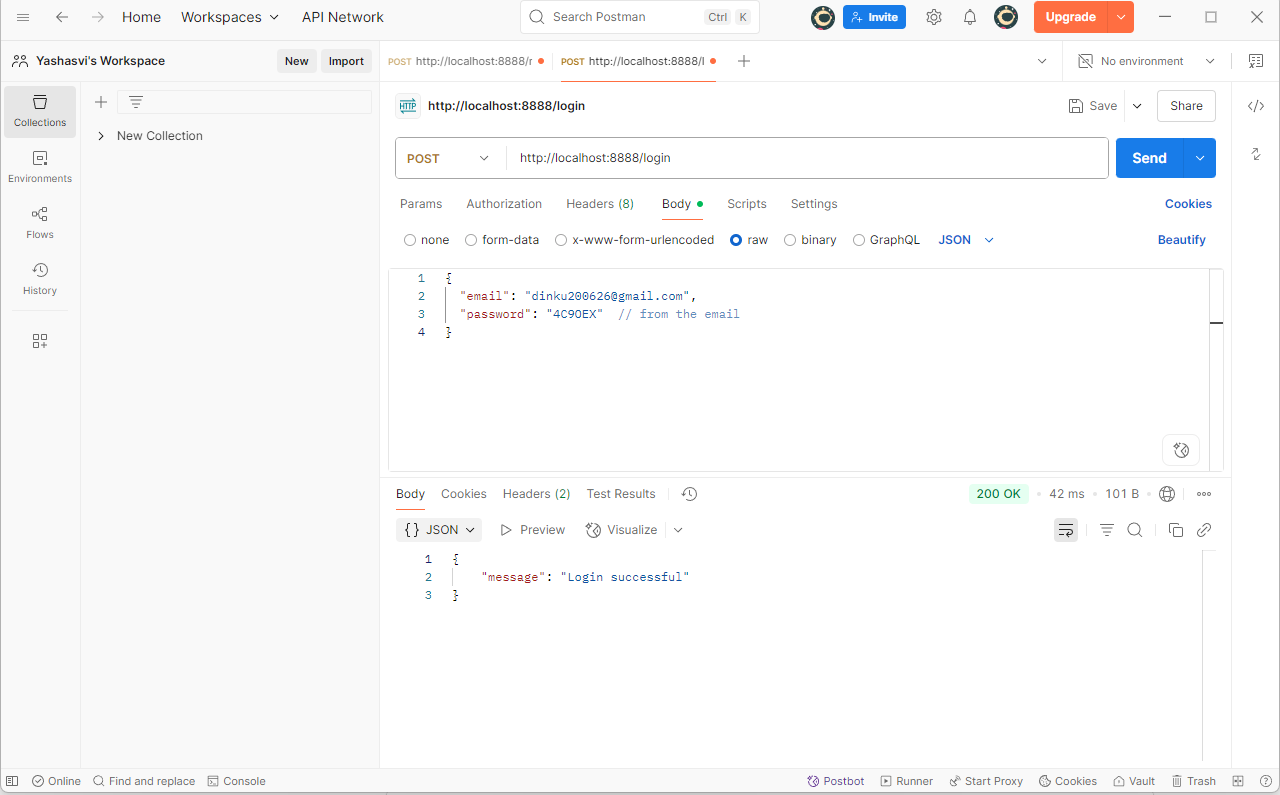 Home Workspaces API Network Search Postman Ctrl K Invite Upgrade
Yashasvi's Workspace New Import
POST http://localhost:8888/r POST http://localhost:8888/l No environment
Collections
Environments
Flows
History
New Collection
HTTP http://localhost:8888/login Save Share
POST http://localhost:8888/login Send
Params Authorization Headers (8) Body Scripts Settings Cookies
none form-data x-www-form-urlencoded raw binary GraphQL JSON Beautify
1 {
2 "email": "dinku200626@gmail.com",
3 "password": "4C9OEX" // from the email
4 }
Body Cookies Headers (2) Test Results 200 OK 42 ms 101 B
{} JSON Preview Visualize
1 {
2 "message": "Login successful"
3 }
Online Find and replace Console Postbot Runner Start Proxy Cookies Vault Trash